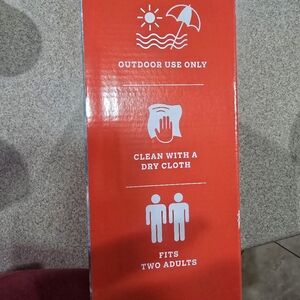 OUTDOOR USE ONLY
CLEAN WITH A
DRY CLOTH
FITS
TWO ADULTS